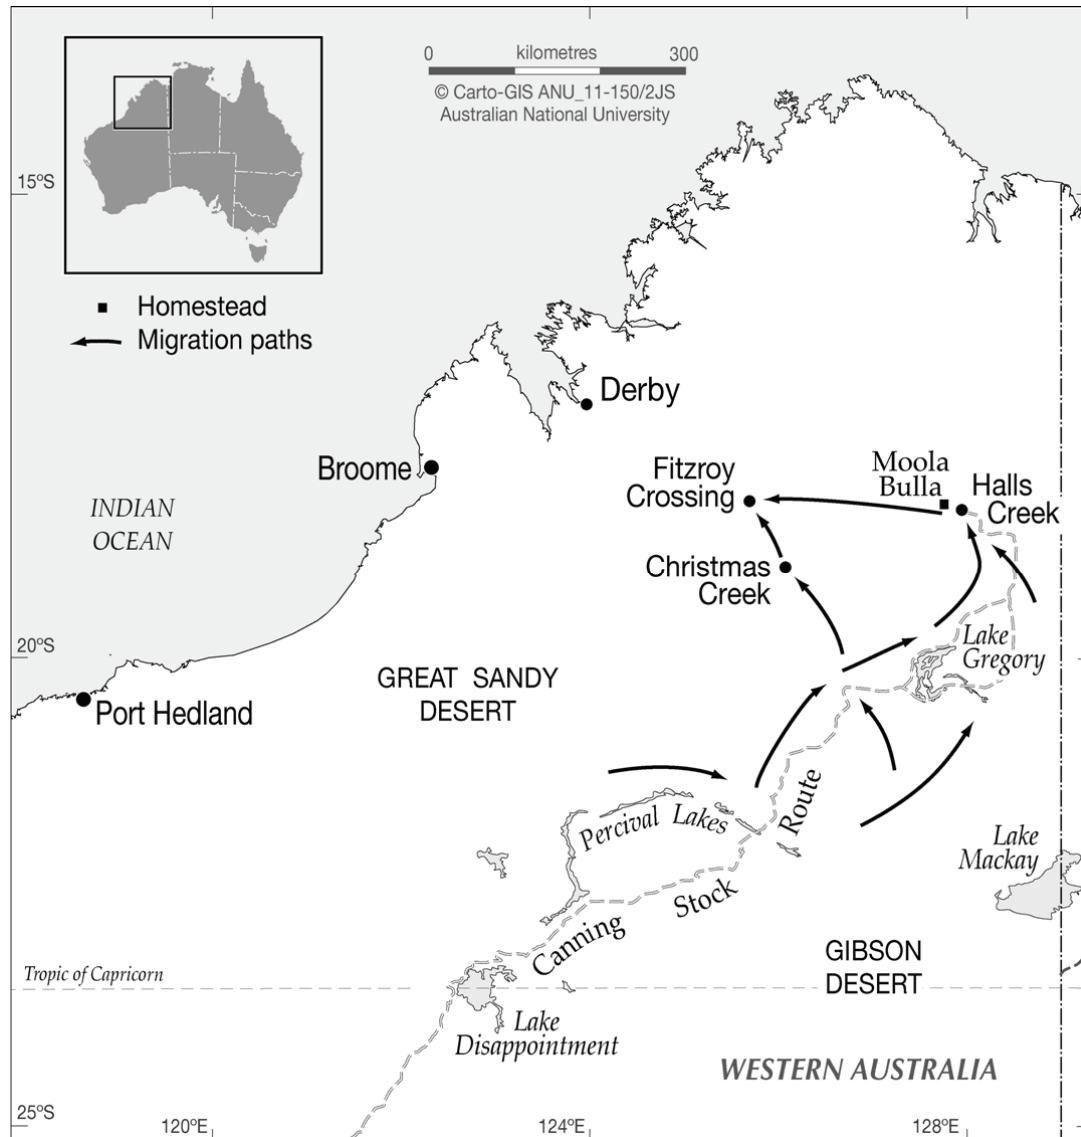 0 kilometres 300
© Carto-GIS ANU_11-150/2JS
Australian National University
15ºS
Homestead
Migration paths
Derby
Broome
Fitzroy
Crossing
Moola
Bulla
Halls
Creek
INDIAN
OCEAN
Christmas
Creek
20ºS
Lake
Gregory
GREAT SANDY
DESERT
Port Hedland
Percival Lakes
Route
Stock
Canning
Lake
Mackay
GIBSON
DESERT
Tropic of Capricorn
Lake
Disappointment
WESTERN AUSTRALIA
25ºS
120ºE
124ºE
128ºE